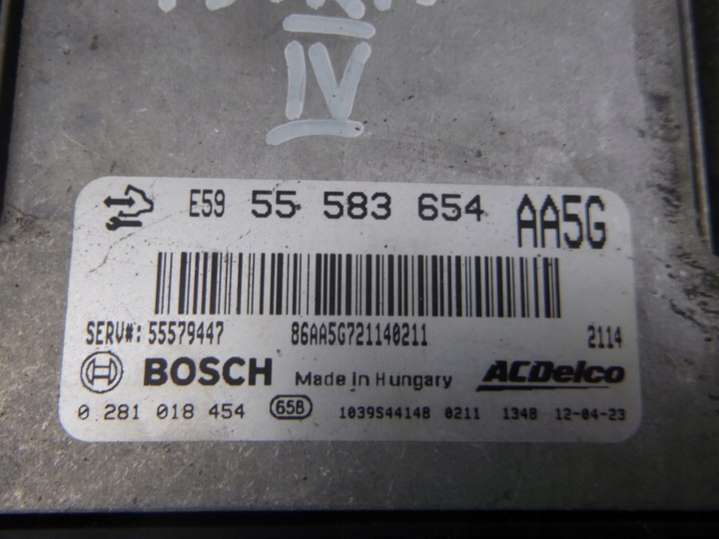 IV
E59 55 583 654 AA5G
SERV#: 55579447 86AA5G721140211 2114
BOSCH Made in Hungary ACDelco
0 281 018 454 65B 1039S44148 0211 1348 12-04-23